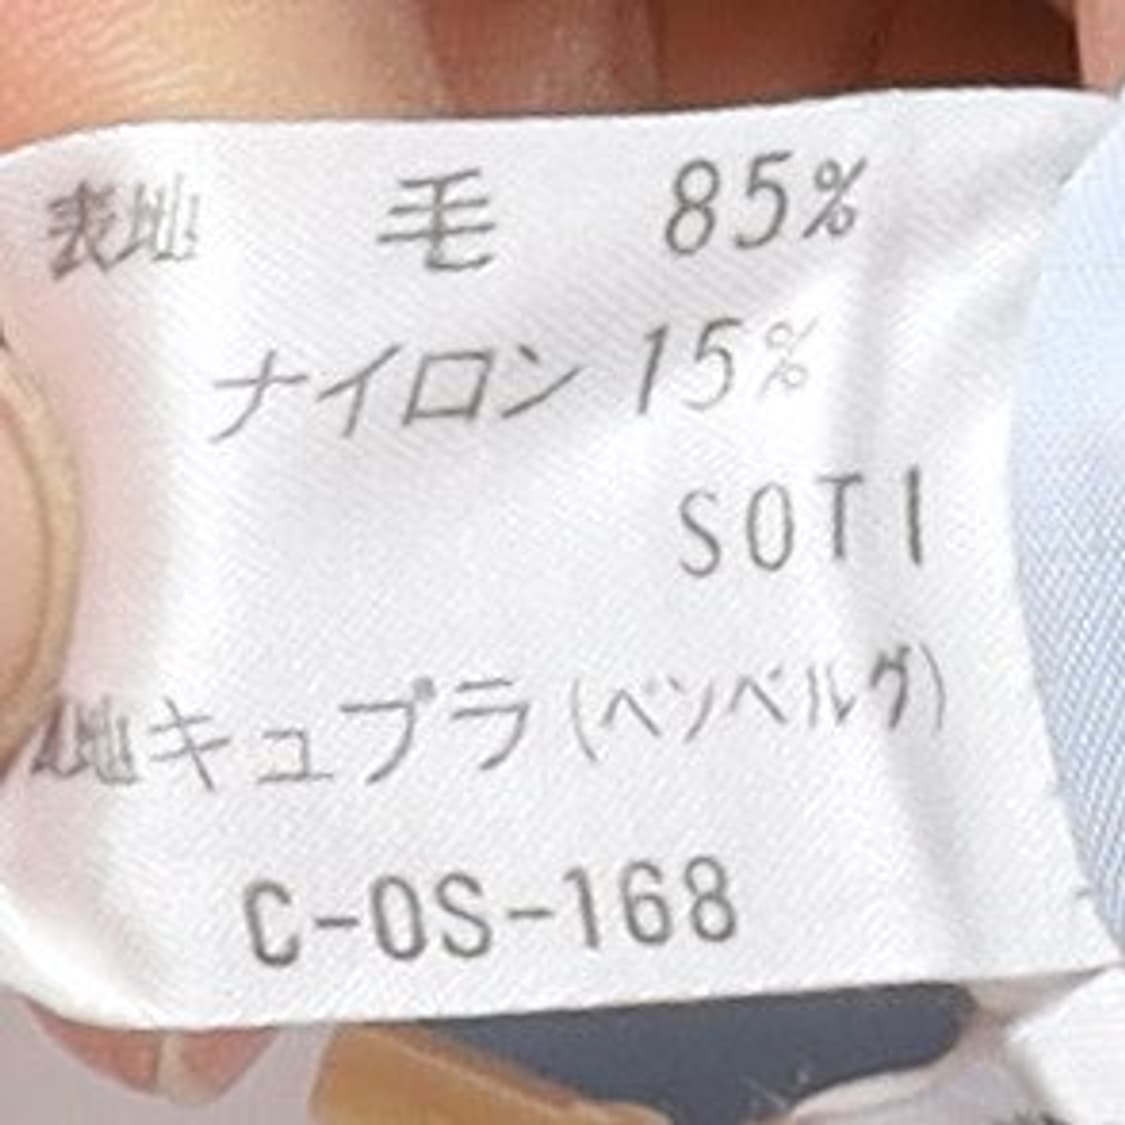 表地 毛 85%
ナイロン 15%
SOTI
地 キュプラ (ベンベルグ)
C-OS-168